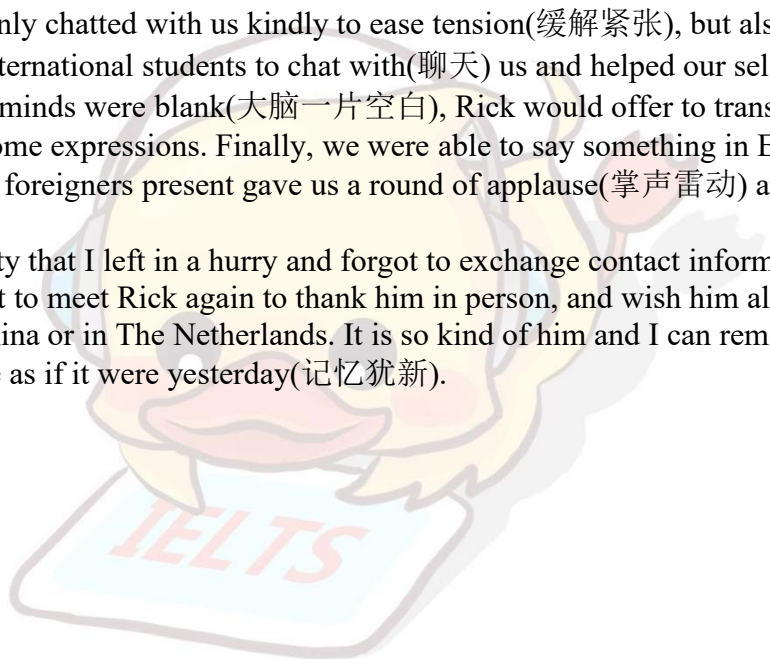 nly chatted with us kindly to ease tension(缓解紧张), but als
ternational students to chat with(聊天) us and helped our sel
minds were blank(大脑一片空白), Rick would offer to trans
ome expressions. Finally, we were able to say something in E
foreigners present gave us a round of applause(掌声雷动) a
ty that I left in a hurry and forgot to exchange contact inform
t to meet Rick again to thank him in person, and wish him al
ina or in The Netherlands. It is so kind of him and I can rem
as if it were yesterday(记忆犹新).
IELTS